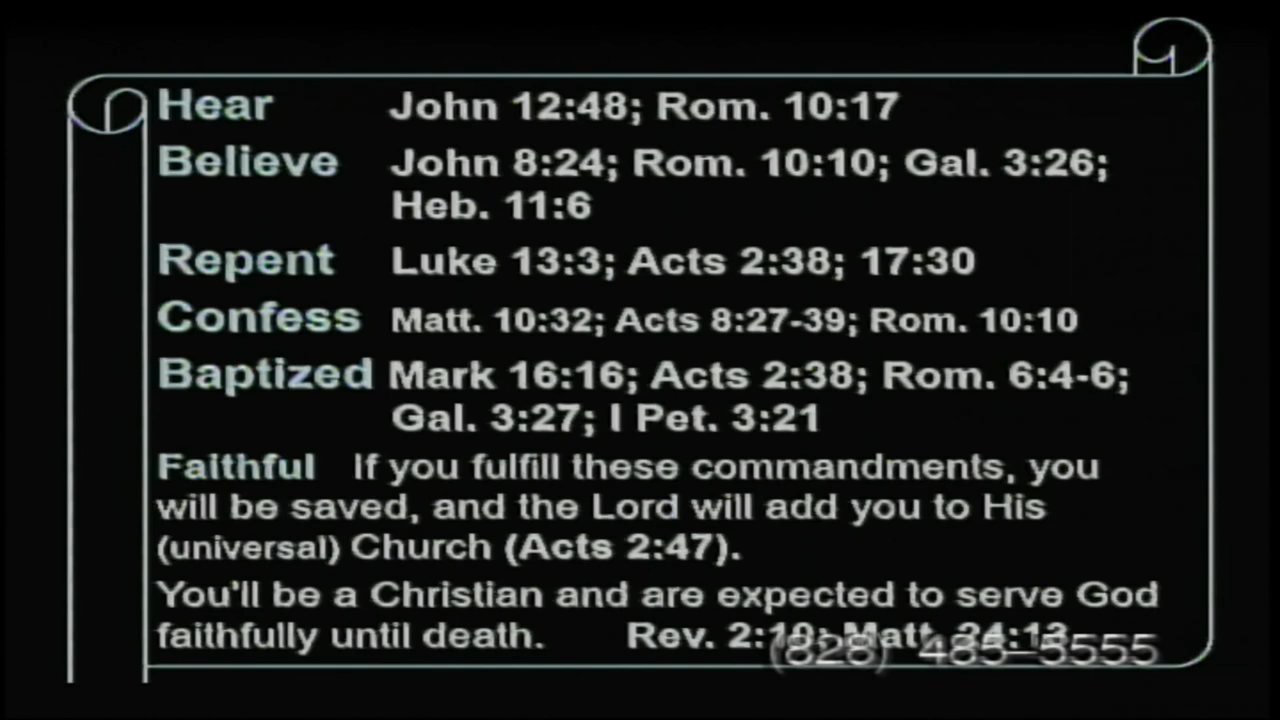 Hear John 12:48; Rom. 10:17
Believe John 8:24; Rom. 10:10; Gal. 3:26;
Heb. 11:6
Repent Luke 13:3; Acts 2:38; 17:30
Confess Matt. 10:32; Acts 8:27-39; Rom. 10:10
Baptized Mark 16:16; Acts 2:38; Rom. 6:4-6;
Gal. 3:27; I Pet. 3:21
Faithful If you fulfill these commandments, you
will be saved, and the Lord will add you to His
(universal) Church (Acts 2:47).
You'll be a Christian and are expected to serve God
faithfully until death. Rev. 2:10; Matt. 24:13
(828) 485-5555